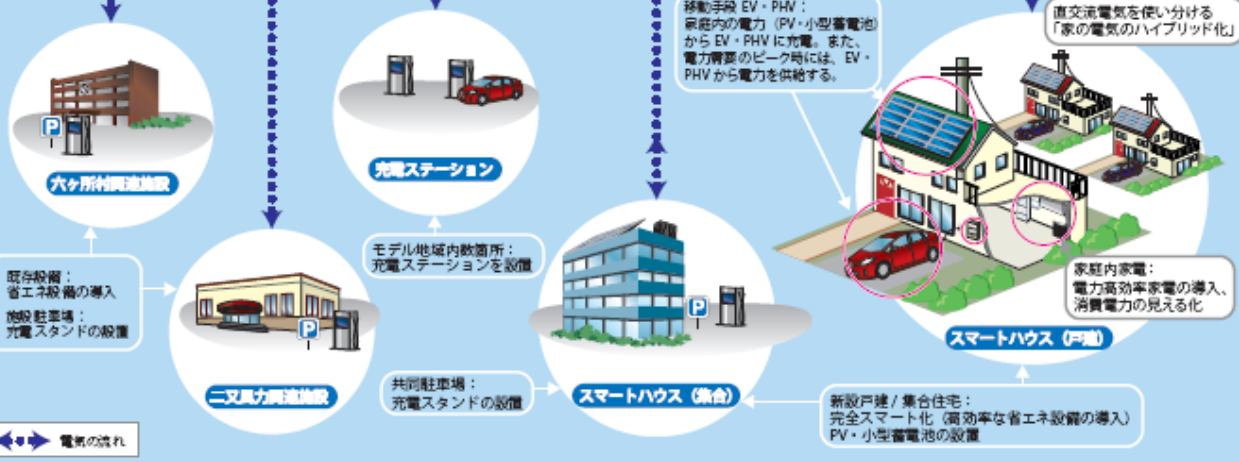 移動手段 EV・PHV：
家庭内の電力（PV・小型蓄電池）
から EV・PHV に充電。また、
電力需要のピーク時には、EV・
PHV から電力を供給する。
直交流電気を使い分ける
「家の電気のハイブリッド化」
P
六ヶ所村関連施設
充電ステーション
既存設備：
省エネ設備の導入
施設駐車場：
充電スタンドの設置
モデル地域内数箇所：
充電ステーションを設置
P
二又風力関連施設
P
共同駐車場：
充電スタンドの設置
スマートハウス（集合）
家庭内家電：
電力高効率家電の導入、
消費電力の見える化
スマートハウス（戸建）
新設戸建 / 集合住宅：
完全スマート化（高効率な省エネ設備の導入）
PV・小型蓄電池の設置
電気の流れ